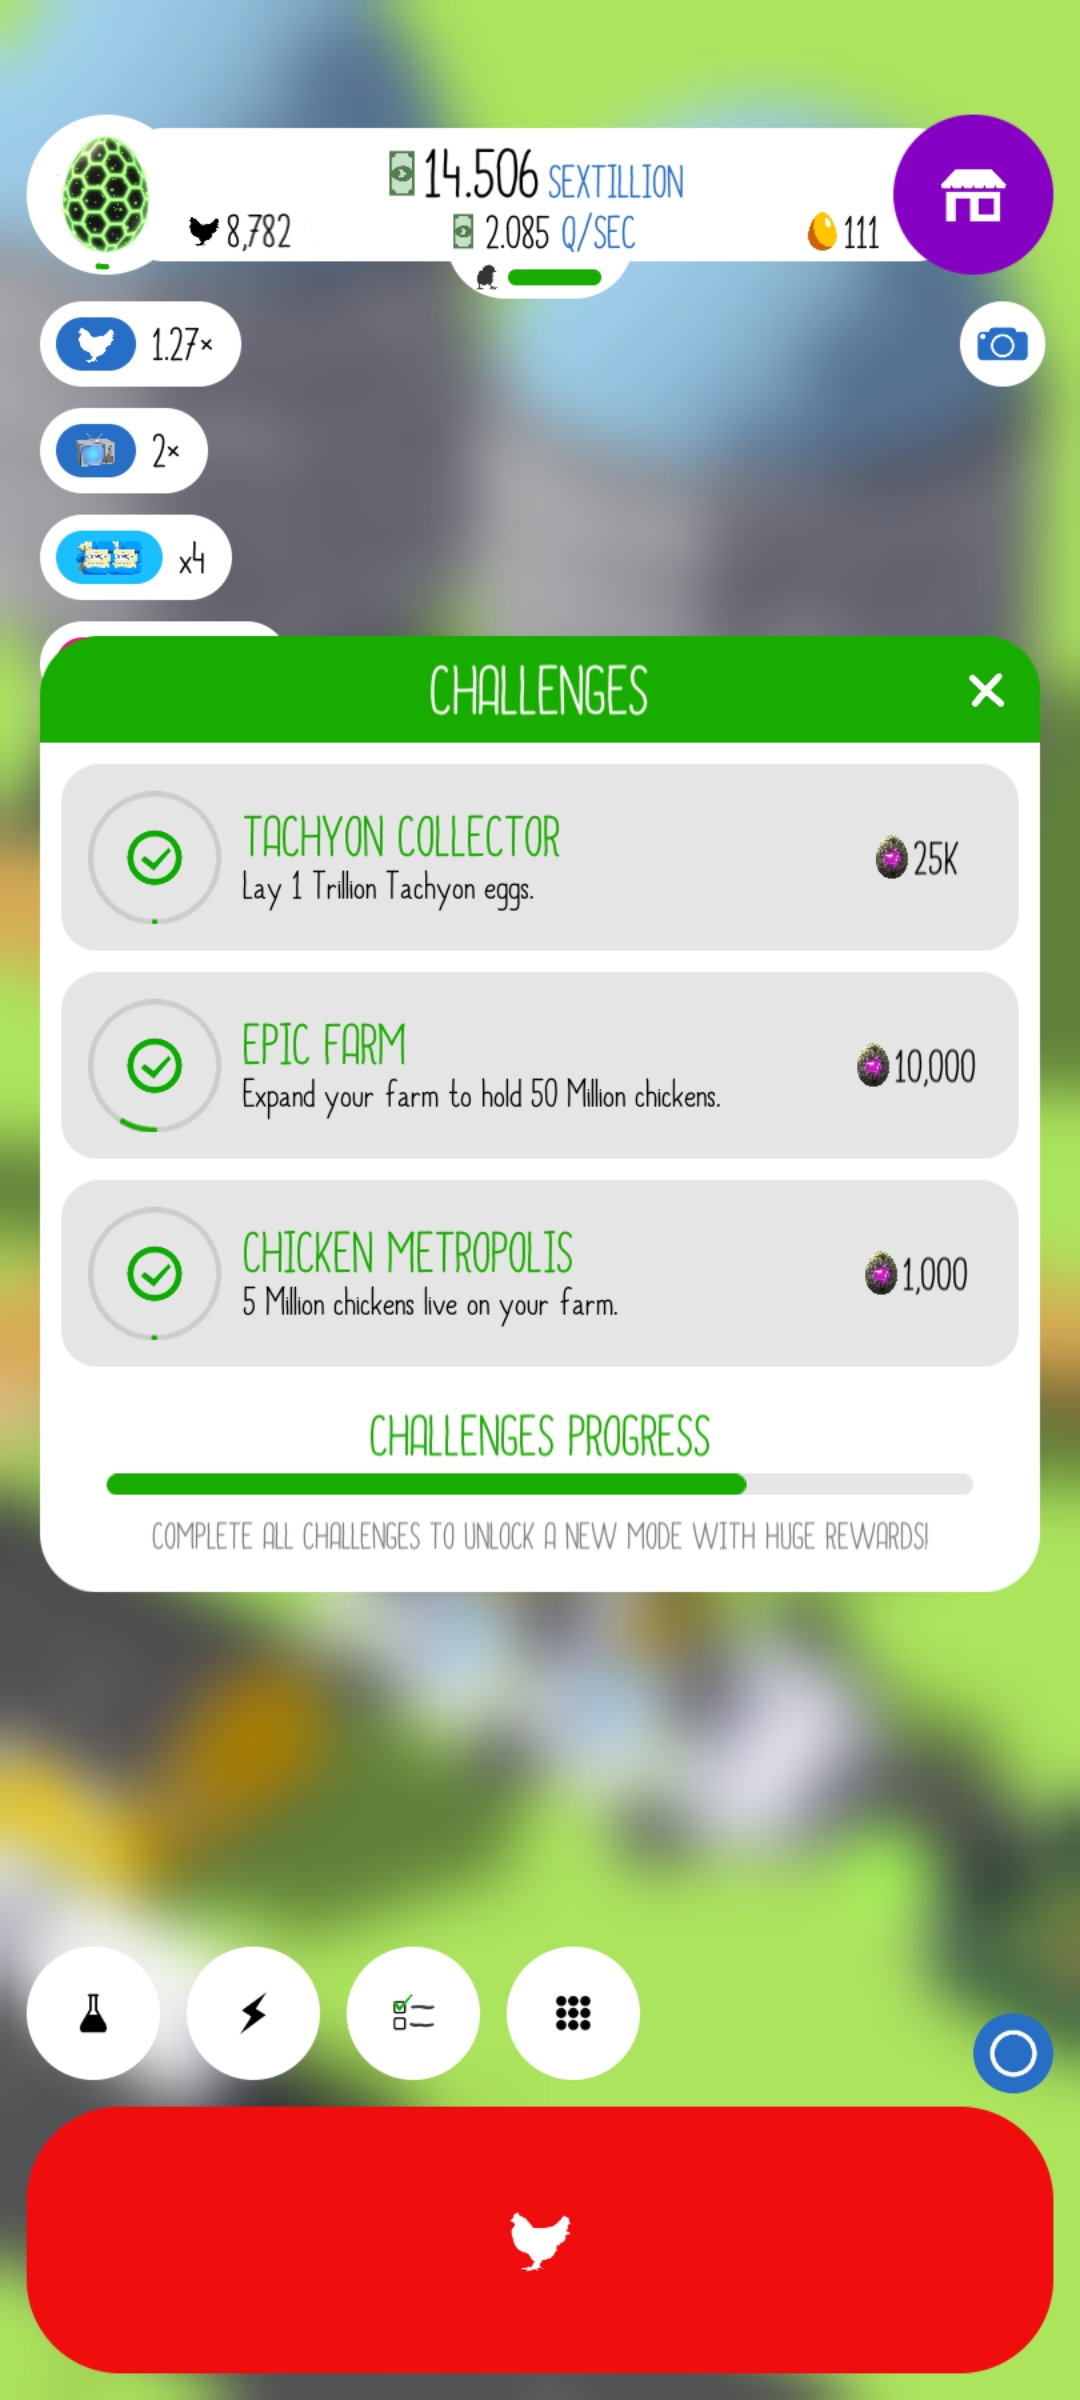 14.506 SEXTILLION
8,782
2.085 Q/SEC
111
1.27×
2×
x4
CHALLENGES
TACHYON COLLECTOR
Lay 1 Trillion Tachyon eggs.
25K
EPIC FARM
Expand your farm to hold 50 Million chickens.
10,000
CHICKEN METROPOLIS
5 Million chickens live on your farm.
1,000
CHALLENGES PROGRESS
COMPLETE ALL CHALLENGES TO UNLOCK A NEW MODE WITH HUGE REWARDS!